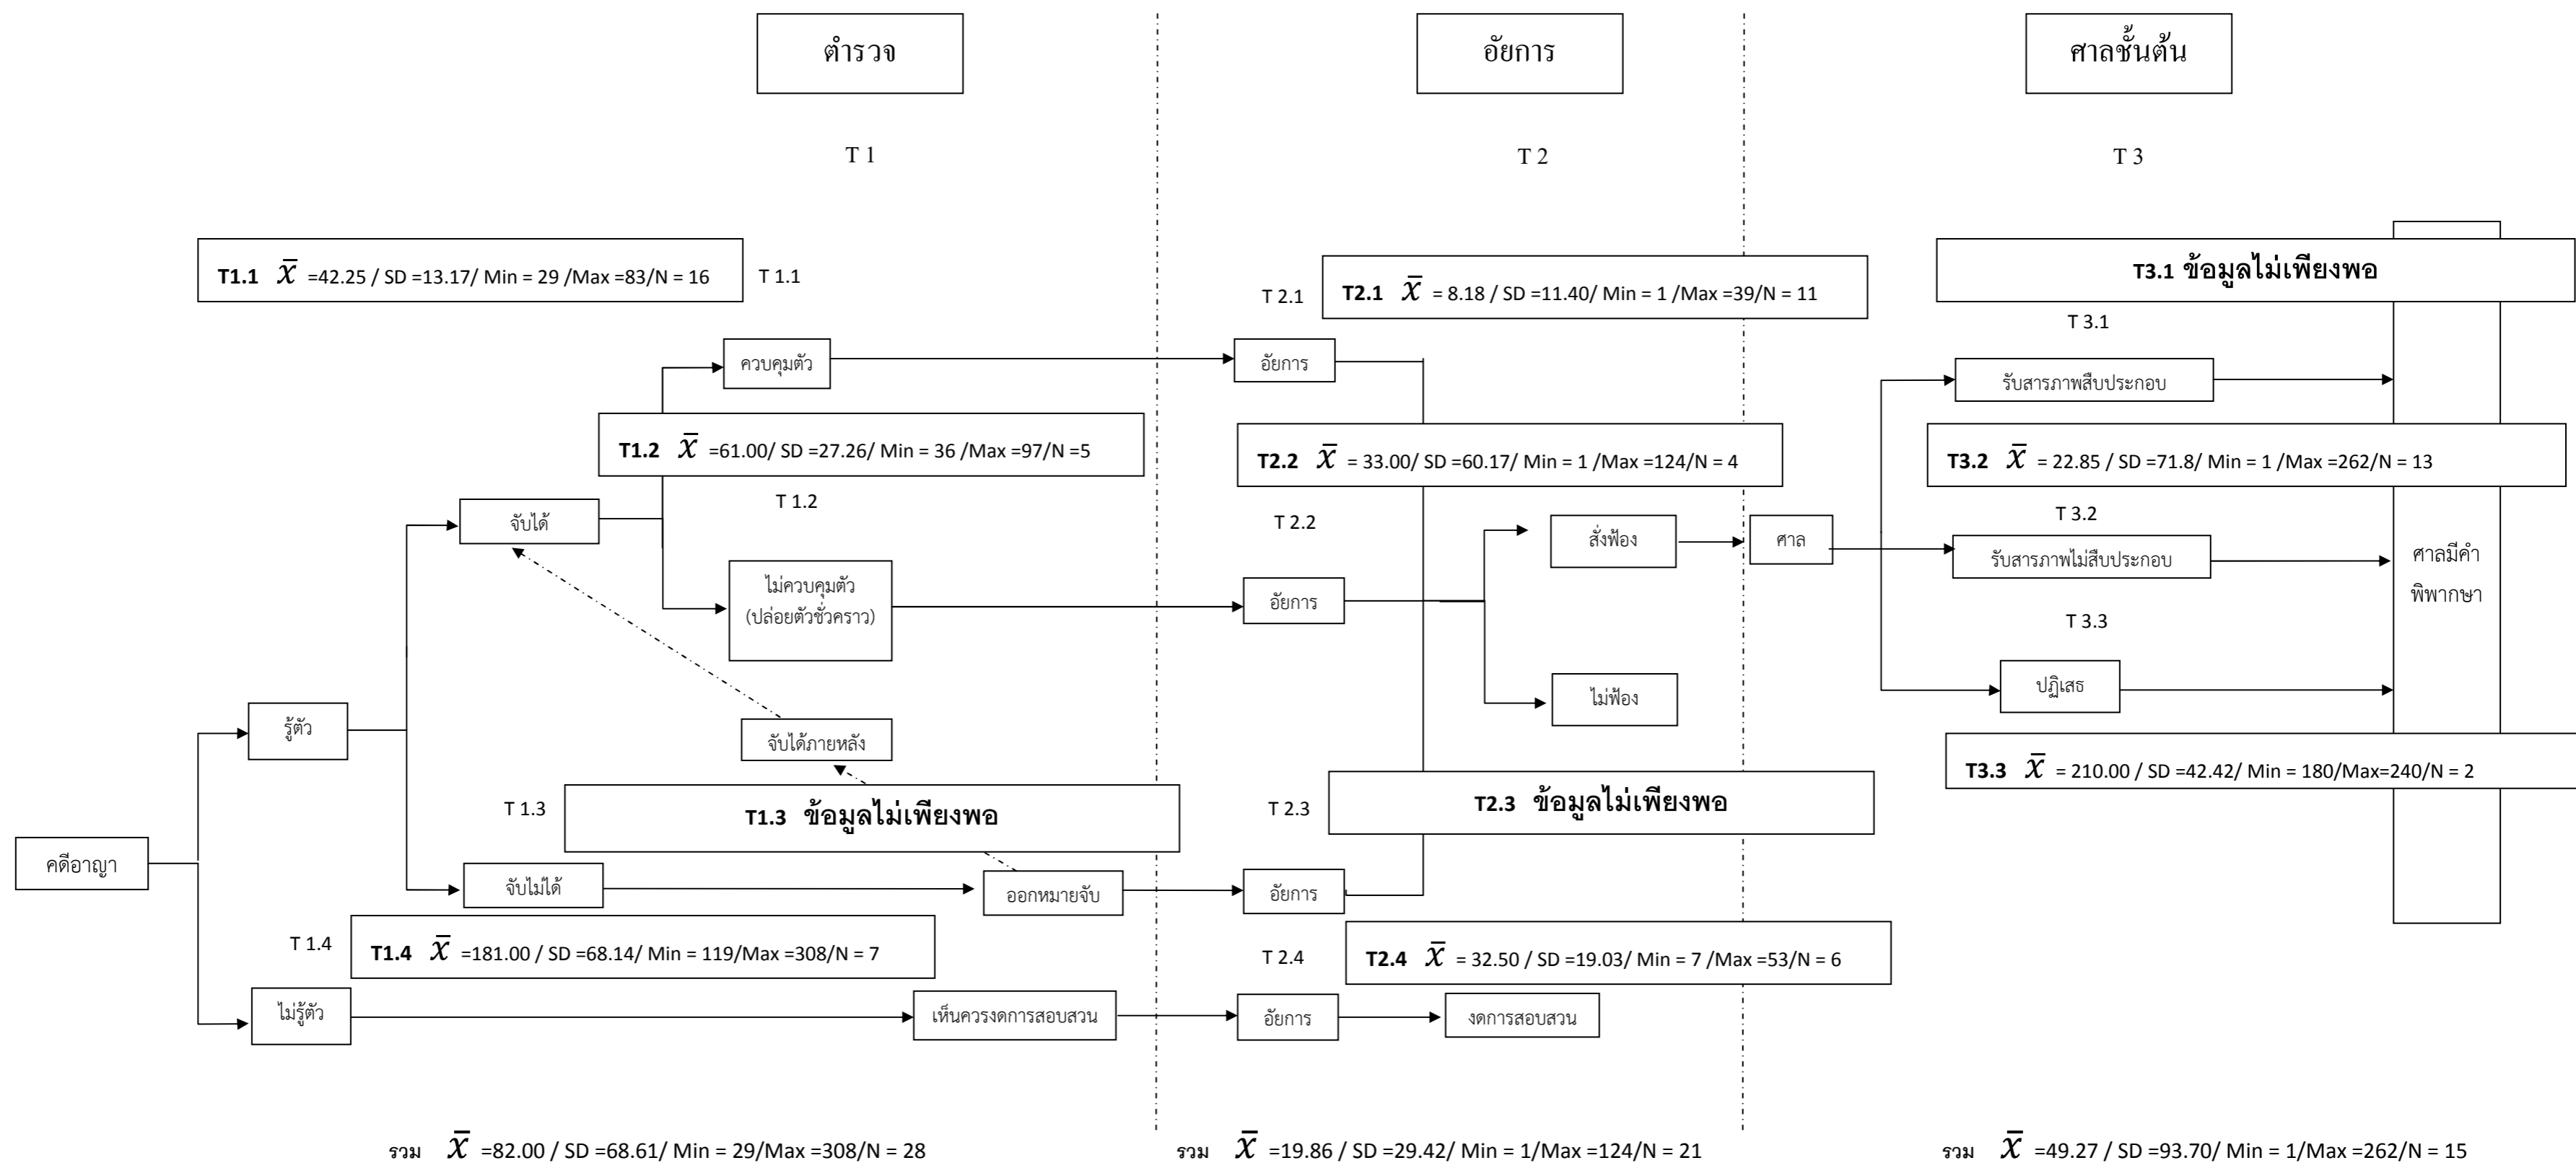 ตำรวจ
อัยการ
ศาลชั้นต้น
T 1
T 2
T 3
T1.1 x̄ =42.25 / SD =13.17/ Min = 29 /Max =83/N = 16
T 1.1
T 2.1
T2.1 x̄ = 8.18 / SD =11.40/ Min = 1 /Max =39/N = 11
T3.1 ข้อมูลไม่เพียงพอ
T 3.1
ควบคุมตัว
อัยการ
รับสารภาพสืบประกอบ
T1.2 x̄ =61.00/ SD =27.26/ Min = 36 /Max =97/N =5
T2.2 x̄ = 33.00/ SD =60.17/ Min = 1 /Max =124/N = 4
T3.2 x̄ = 22.85 / SD =71.8/ Min = 1 /Max =262/N = 13
T 1.2
T 2.2
T 3.2
จับได้
สั่งฟ้อง
ศาล
รับสารภาพไม่สืบประกอบ
ศาลมีคำ
พิพากษา
ไม่ควบคุมตัว
(ปล่อยตัวชั่วคราว)
อัยการ
T 3.3
ปฏิเสธ
ไม่ฟ้อง
รู้ตัว
จับได้ภายหลัง
T3.3 x̄ = 210.00 / SD =42.42/ Min = 180/Max=240/N = 2
T 1.3
T1.3 ข้อมูลไม่เพียงพอ
T 2.3
T2.3 ข้อมูลไม่เพียงพอ
คดีอาญา
จับไม่ได้
ออกหมายจับ
อัยการ
T 1.4
T1.4 x̄ =181.00 / SD =68.14/ Min = 119/Max =308/N = 7
T 2.4
T2.4 x̄ = 32.50 / SD =19.03/ Min = 7 /Max =53/N = 6
ไม่รู้ตัว
เห็นควรงดการสอบสวน
อัยการ
งดการสอบสวน
รวม x̄ =82.00 / SD =68.61/ Min = 29/Max =308/N = 28
รวม x̄ =19.86 / SD =29.42/ Min = 1/Max =124/N = 21
รวม x̄ =49.27 / SD =93.70/ Min = 1/Max =262/N = 15